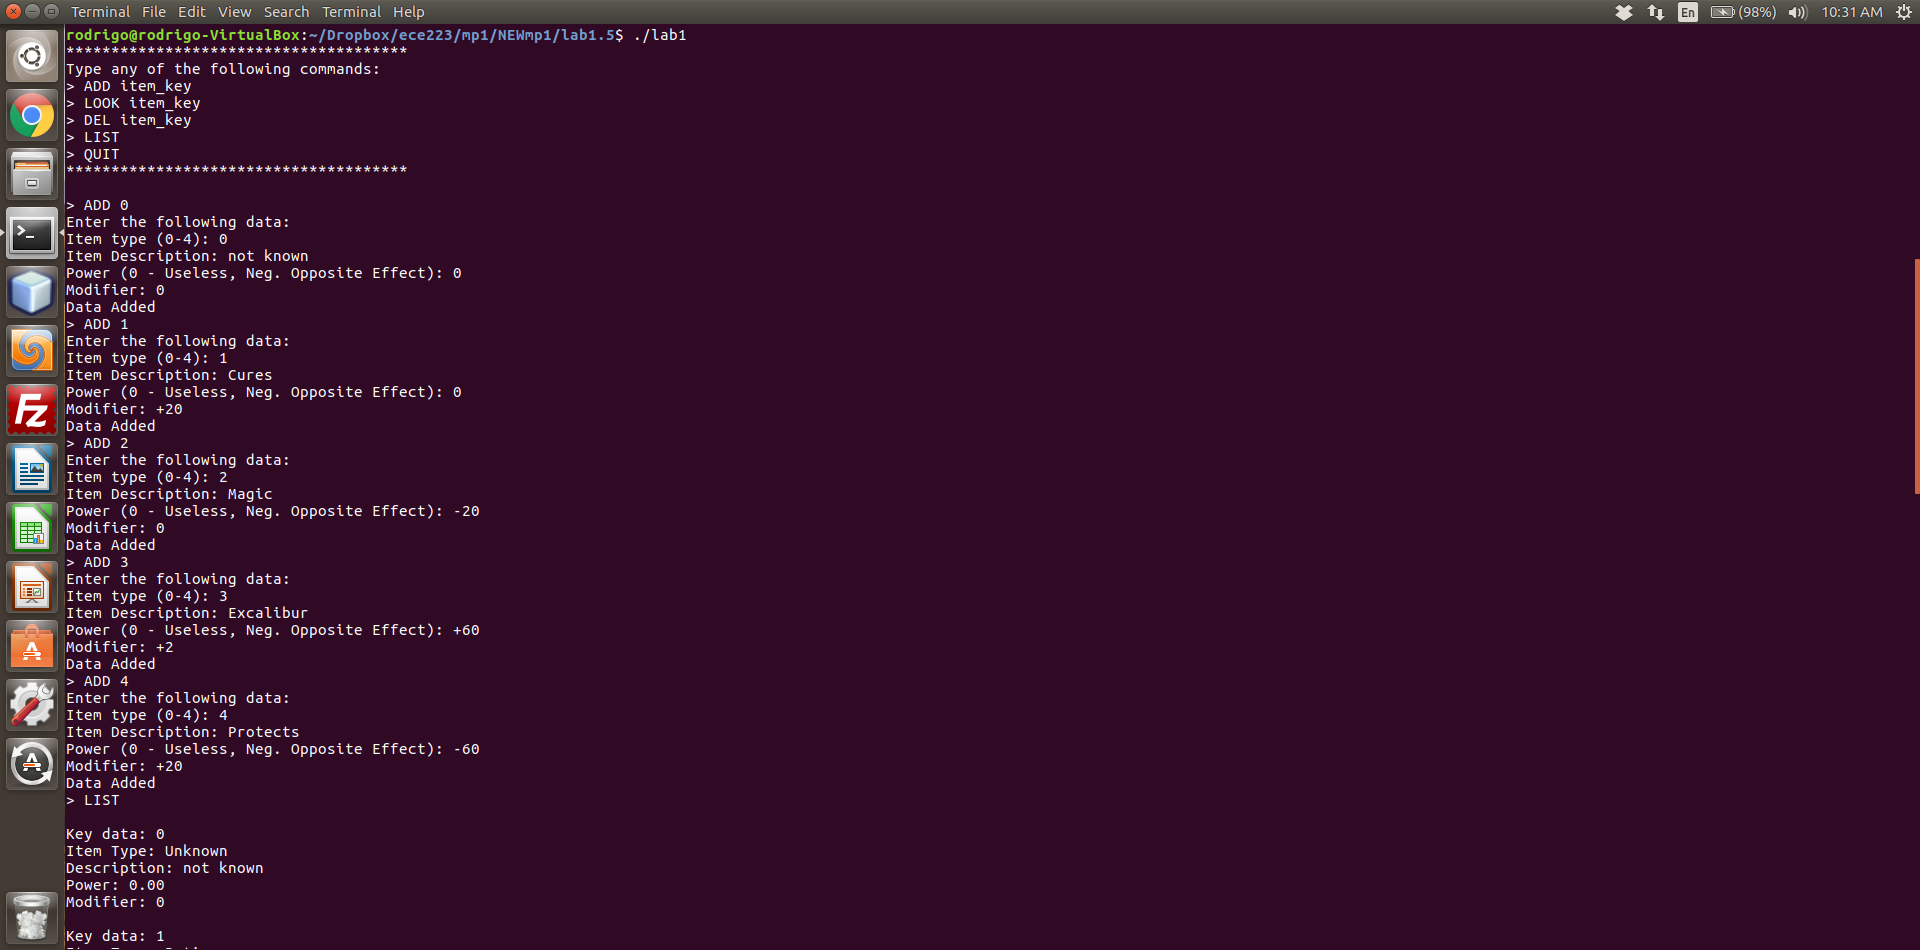 Terminal File Edit View Search Terminal Help En (98%) 10:31 AM
rodrigo@rodrigo-VirtualBox:~/Dropbox/ece223/mp1/NEWmp1/lab1.5$ ./lab1
**************************************
Type any of the following commands:
> ADD item_key
> LOOK item_key
> DEL item_key
> LIST
> QUIT
**************************************
> ADD 0
Enter the following data:
Item type (0-4): 0
Item Description: not known
Power (0 - Useless, Neg. Opposite Effect): 0
Modifier: 0
Data Added
> ADD 1
Enter the following data:
Item type (0-4): 1
Item Description: Cures
Power (0 - Useless, Neg. Opposite Effect): 0
Modifier: +20
Data Added
> ADD 2
Enter the following data:
Item type (0-4): 2
Item Description: Magic
Power (0 - Useless, Neg. Opposite Effect): -20
Modifier: 0
Data Added
> ADD 3
Enter the following data:
Item type (0-4): 3
Item Description: Excalibur
Power (0 - Useless, Neg. Opposite Effect): +60
Modifier: +2
Data Added
> ADD 4
Enter the following data:
Item type (0-4): 4
Item Description: Protects
Power (0 - Useless, Neg. Opposite Effect): -60
Modifier: +20
Data Added
> LIST
Key data: 0
Item Type: Unknown
Description: not known
Power: 0.00
Modifier: 0
Key data: 1